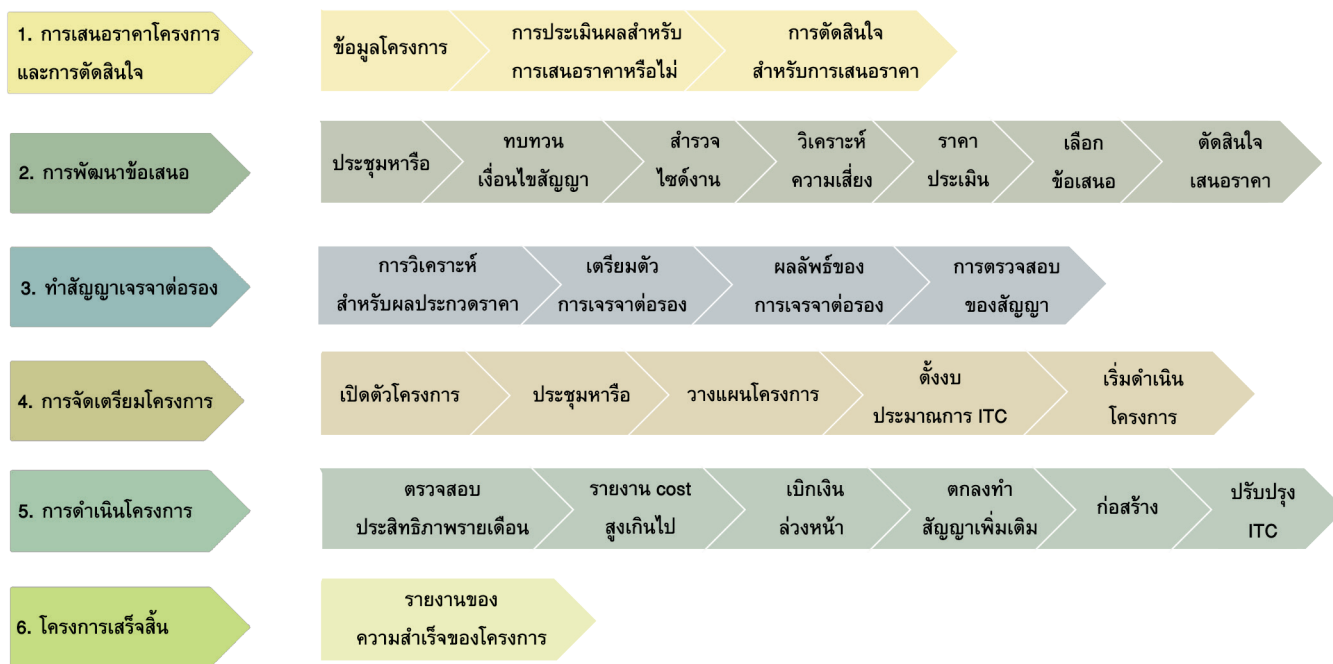 1. การเสนอราคาโครงการ
และการตัดสินใจ
ข้อมูลโครงการ
การประเมินผลสำหรับ
การเสนอราคาหรือไม่
การตัดสินใจ
สำหรับการเสนอราคา
2. การพัฒนาข้อเสนอ
ประชุมหารือ
ทบทวน
เงื่อนไขสัญญา
สำรวจ
ไซด์งาน
วิเคราะห์
ความเสี่ยง
ราคา
ประเมิน
เลือก
ข้อเสนอ
ตัดสินใจ
เสนอราคา
3. ทำสัญญาเจรจาต่อรอง
การวิเคราะห์
สำหรับผลประกวดราคา
เตรียมตัว
การเจรจาต่อรอง
ผลลัพธ์ของ
การเจรจาต่อรอง
การตรวจสอบ
ของสัญญา
4. การจัดเตรียมโครงการ
เปิดตัวโครงการ
ประชุมหารือ
วางแผนโครงการ
ตั้งงบ
ประมาณการ ITC
เริ่มดำเนิน
โครงการ
5. การดำเนินโครงการ
ตรวจสอบ
ประสิทธิภาพรายเดือน
รายงาน cost
สูงเกินไป
เบิกเงิน
ล่วงหน้า
ตกลงทำ
สัญญาเพิ่มเติม
ก่อสร้าง
ปรับปรุง
ITC
6. โครงการเสร็จสิ้น
รายงานของ
ความสำเร็จของโครงการ